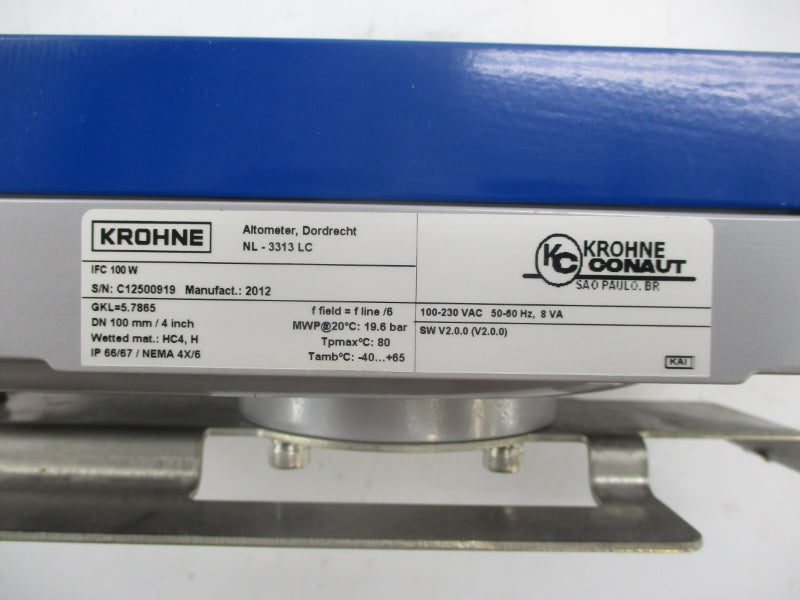 KROHNE
Altometer, Dordrecht
NL - 3313 LC
IFC 100 W
S/N: C12500919 Manufact.: 2012
GKL=5.7865
DN 100 mm / 4 inch
Wetted mat.: HC4, H
IP 66/67 / NEMA 4X/6
f field = f line /6
MWP@20°C: 19.6 bar
Tpmax°C: 80
Tamb°C: -40...+65
KC KROHNE
CONAUT
SAO PAULO. BR
100-230 VAC 50-60 Hz, 8 VA
SW V2.0.0 (V2.0.0)
KAI